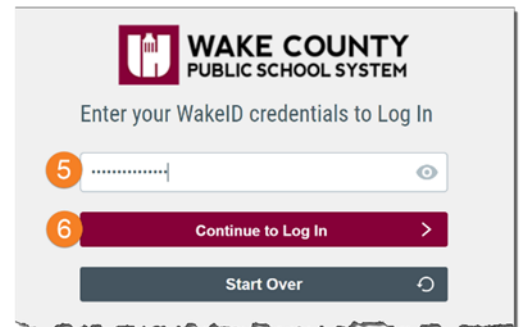 WAKE COUNTY
PUBLIC SCHOOL SYSTEM
Enter your WakeID credentials to Log In
5 ···············
6 Continue to Log In
Start Over